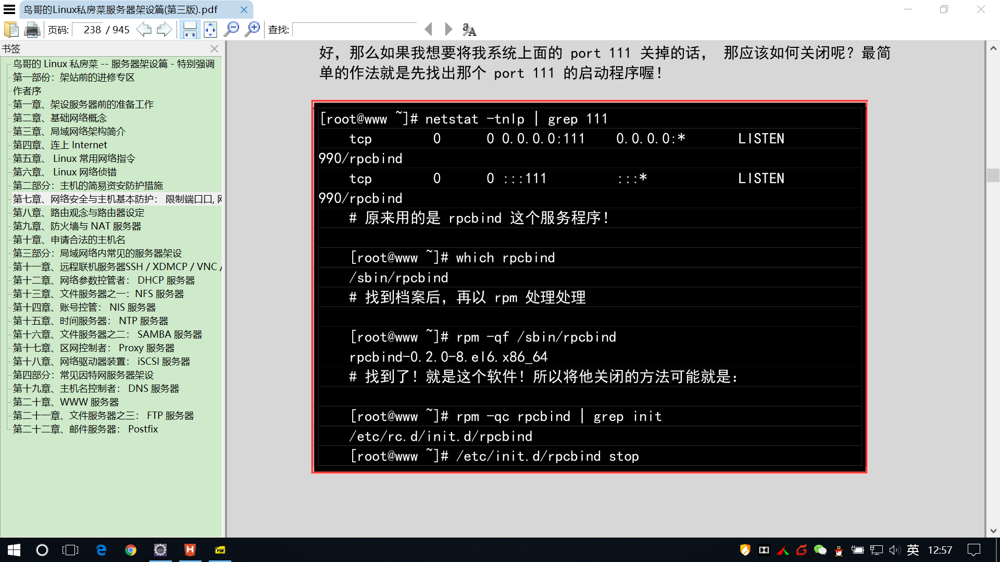 鸟哥的Linux私房菜服务器架设篇(第三版).pdf
页码: 238 / 945 查找:
书签
鸟哥的 Linux 私房菜 -- 服务器架设篇 - 特别强调
第一部份：架站前的进修专区
作者序
第一章、架设服务器前的准备工作
第二章、基础网络概念
第三章、局域网络架构简介
第四章、连上 Internet
第五章、 Linux 常用网络指令
第六章、 Linux 网络侦错
第二部分：主机的简易资安防护措施
第七章、网络安全与主机基本防护： 限制端口口, 网
第八章、路由观念与路由器设定
第九章、防火墙与 NAT 服务器
第十章、申请合法的主机名
第三部分：局域网络内常见的服务器架设
第十一章、远程联机服务器SSH / XDMCP / VNC /
第十二章、网络参数控管者： DHCP 服务器
第十三章、文件服务器之一：NFS 服务器
第十四章、账号控管： NIS 服务器
第十五章、时间服务器： NTP 服务器
第十六章、文件服务器之二： SAMBA 服务器
第十七章、区网控制者： Proxy 服务器
第十八章、网络驱动器装置： iSCSI 服务器
第四部分：常见因特网服务器架设
第十九章、主机名控制者： DNS 服务器
第二十章、WWW 服务器
第二十一章、文件服务器之三： FTP 服务器
第二十二章、邮件服务器： Postfix
好，那么如果我想要将我系统上面的 port 111 关掉的话， 那应该如何关闭呢？最简
单的作法就是先找出那个 port 111 的启动程序喔！
[root@www ~]# netstat -tnlp | grep 111
tcp 0 0 0.0.0.0:111 0.0.0.0:* LISTEN
990/rpcbind
tcp 0 0 :::111 :::* LISTEN
990/rpcbind
# 原来用的是 rpcbind 这个服务程序！
[root@www ~]# which rpcbind
/sbin/rpcbind
# 找到档案后，再以 rpm 处理处理
[root@www ~]# rpm -qf /sbin/rpcbind
rpcbind-0.2.0-8.el6.x86_64
# 找到了！就是这个软件！所以将他关闭的方法可能就是：
[root@www ~]# rpm -qc rpcbind | grep init
/etc/rc.d/init.d/rpcbind
[root@www ~]# /etc/init.d/rpcbind stop
英 12:57